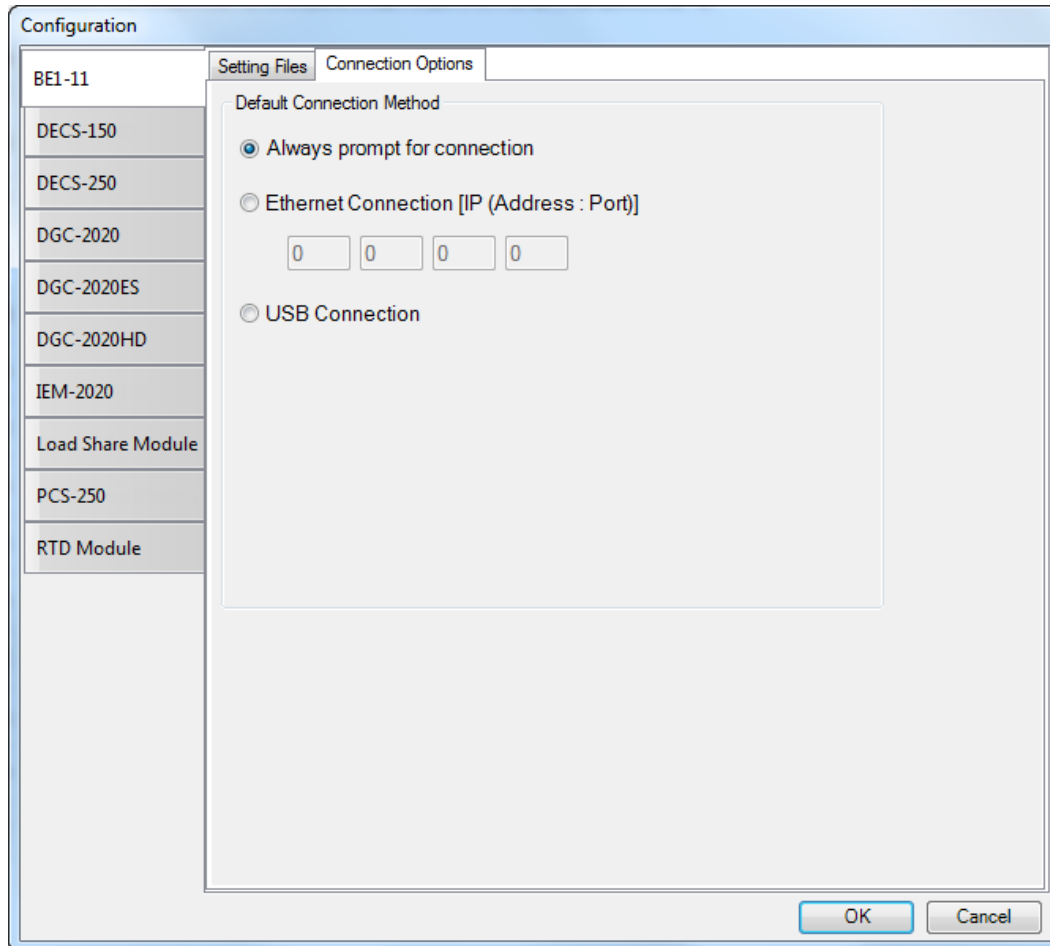 Configuration
BE1-11
DECS-150
DECS-250
DGC-2020
DGC-2020ES
DGC-2020HD
IEM-2020
Load Share Module
PCS-250
RTD Module
Setting Files
Connection Options
Default Connection Method
Always prompt for connection
Ethernet Connection [IP (Address : Port)]
0 0 0 0
USB Connection
OK
Cancel